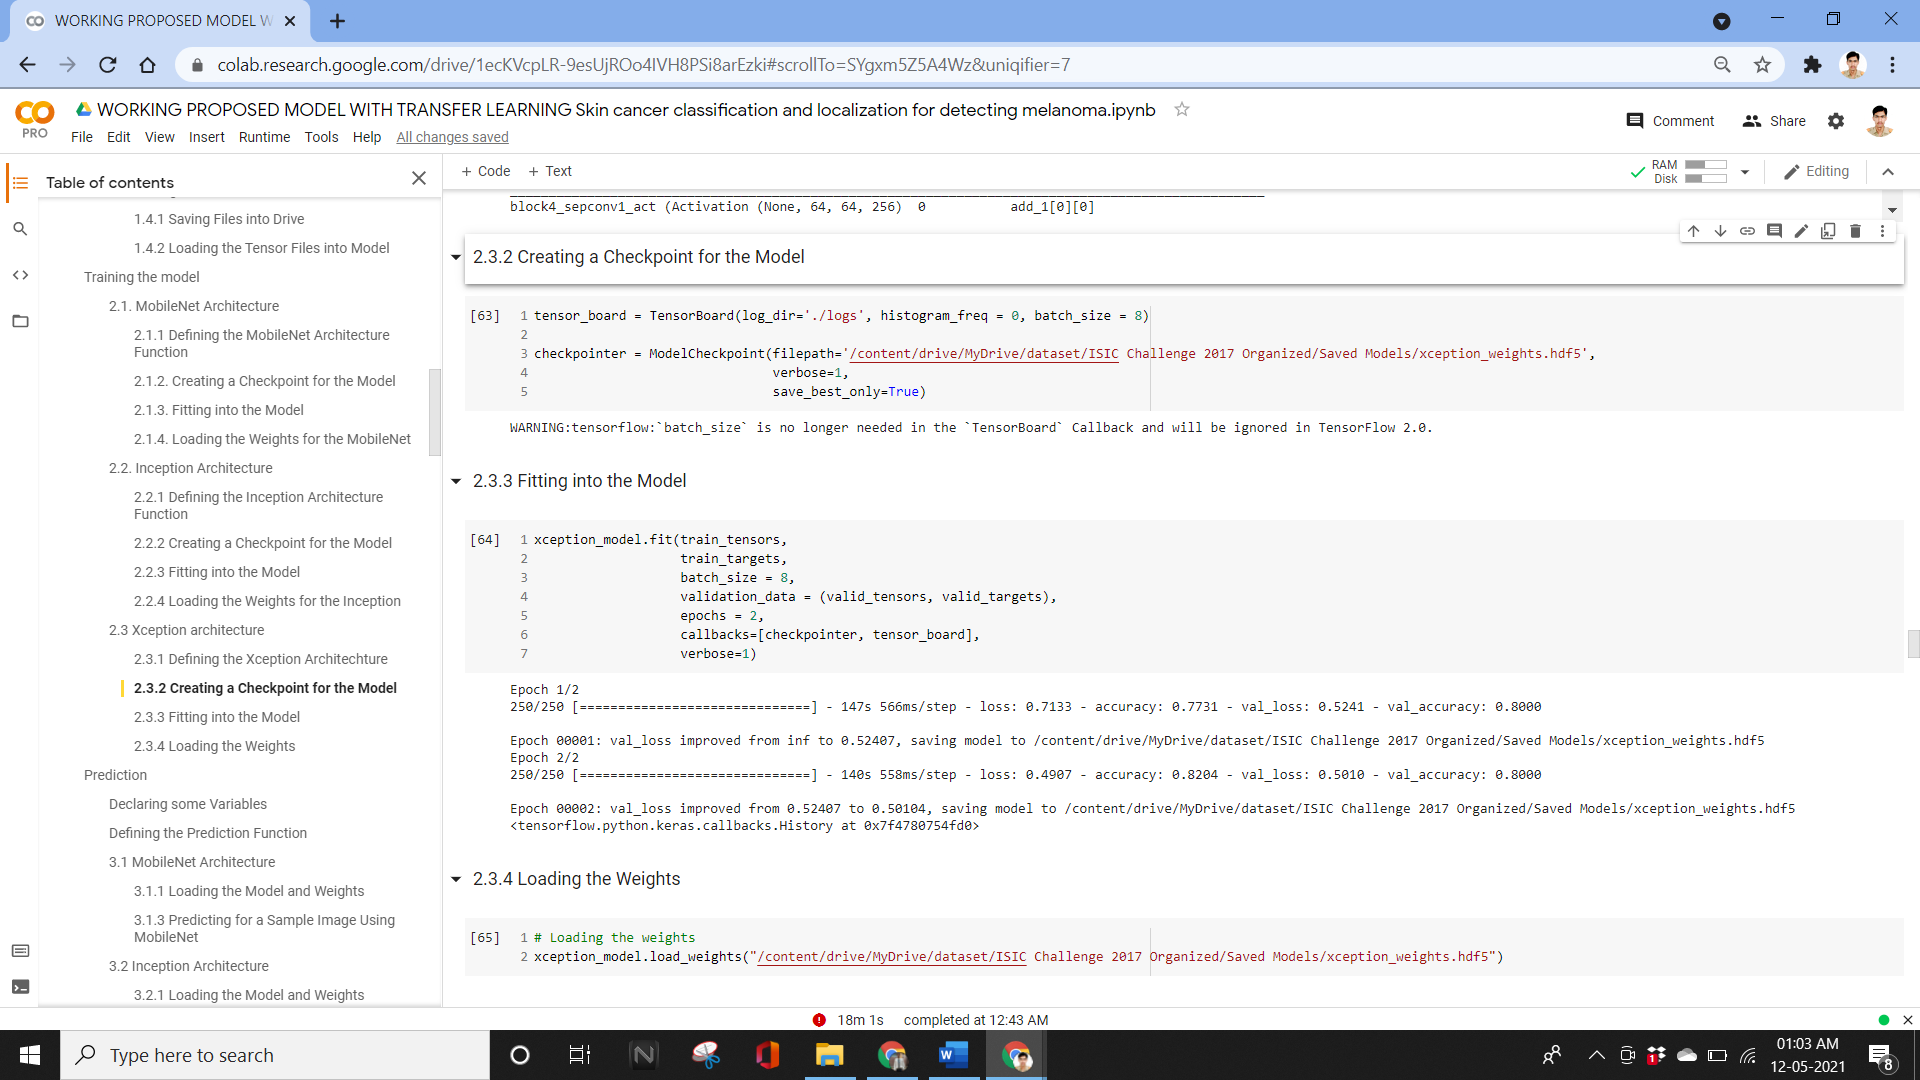 WORKING PROPOSED MODEL W
colab.research.google.com/drive/1ecKVcpLR-9esUjROo4IVH8PSi8arEzki#scrollTo=SYgxm5Z5A4Wz&uniqifier=7
WORKING PROPOSED MODEL WITH TRANSFER LEARNING Skin cancer classification and localization for detecting melanoma.ipynb
PRO
File Edit View Insert Runtime Tools Help All changes saved
Comment
Share
Table of contents
1.4.1 Saving Files into Drive
1.4.2 Loading the Tensor Files into Model
Training the model
2.1. MobileNet Architecture
2.1.1 Defining the MobileNet Architecture
Function
2.1.2. Creating a Checkpoint for the Model
2.1.3. Fitting into the Model
2.1.4. Loading the Weights for the MobileNet
2.2. Inception Architecture
2.2.1 Defining the Inception Architecture
Function
2.2.2 Creating a Checkpoint for the Model
2.2.3 Fitting into the Model
2.2.4 Loading the Weights for the Inception
2.3 Xception architecture
2.3.1 Defining the Xception Architechture
2.3.2 Creating a Checkpoint for the Model
2.3.3 Fitting into the Model
2.3.4 Loading the Weights
Prediction
Declaring some Variables
Defining the Prediction Function
3.1 MobileNet Architecture
3.1.1 Loading the Model and Weights
3.1.3 Predicting for a Sample Image Using
MobileNet
3.2 Inception Architecture
3.2.1 Loading the Model and Weights
+ Code + Text
RAM
Disk
Editing
block4_sepconv1_act (Activation (None, 64, 64, 256) 0 add_1[0][0]
2.3.2 Creating a Checkpoint for the Model
[63] 1 tensor_board = TensorBoard(log_dir='./logs', histogram_freq = 0, batch_size = 8)
2
3 checkpointer = ModelCheckpoint(filepath='/content/drive/MyDrive/dataset/ISIC Challenge 2017 Organized/Saved Models/xception_weights.hdf5',
4 verbose=1,
5 save_best_only=True)
WARNING:tensorflow:`batch_size` is no longer needed in the `TensorBoard` Callback and will be ignored in TensorFlow 2.0.
2.3.3 Fitting into the Model
[64] 1 xception_model.fit(train_tensors,
2 train_targets,
3 batch_size = 8,
4 validation_data = (valid_tensors, valid_targets),
5 epochs = 2,
6 callbacks=[checkpointer, tensor_board],
7 verbose=1)
Epoch 1/2
250/250 [==============================] - 147s 566ms/step - loss: 0.7133 - accuracy: 0.7731 - val_loss: 0.5241 - val_accuracy: 0.8000
Epoch 00001: val_loss improved from inf to 0.52407, saving model to /content/drive/MyDrive/dataset/ISIC Challenge 2017 Organized/Saved Models/xception_weights.hdf5
Epoch 2/2
250/250 [==============================] - 140s 558ms/step - loss: 0.4907 - accuracy: 0.8204 - val_loss: 0.5010 - val_accuracy: 0.8000
Epoch 00002: val_loss improved from 0.52407 to 0.50104, saving model to /content/drive/MyDrive/dataset/ISIC Challenge 2017 Organized/Saved Models/xception_weights.hdf5
<tensorflow.python.keras.callbacks.History at 0x7f4780754fd0>
2.3.4 Loading the Weights
[65] 1 # Loading the weights
2 xception_model.load_weights("/content/drive/MyDrive/dataset/ISIC Challenge 2017 Organized/Saved Models/xception_weights.hdf5")
18m 1s completed at 12:43 AM
Type here to search
01:03 AM
12-05-2021
8